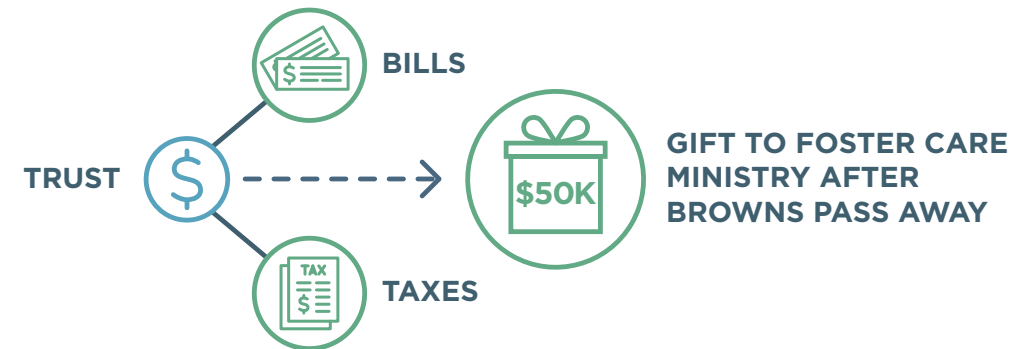 BILLS
$
TRUST
$
$50K
GIFT TO FOSTER CARE
MINISTRY AFTER
BROWNS PASS AWAY
TAX
$
TAXES